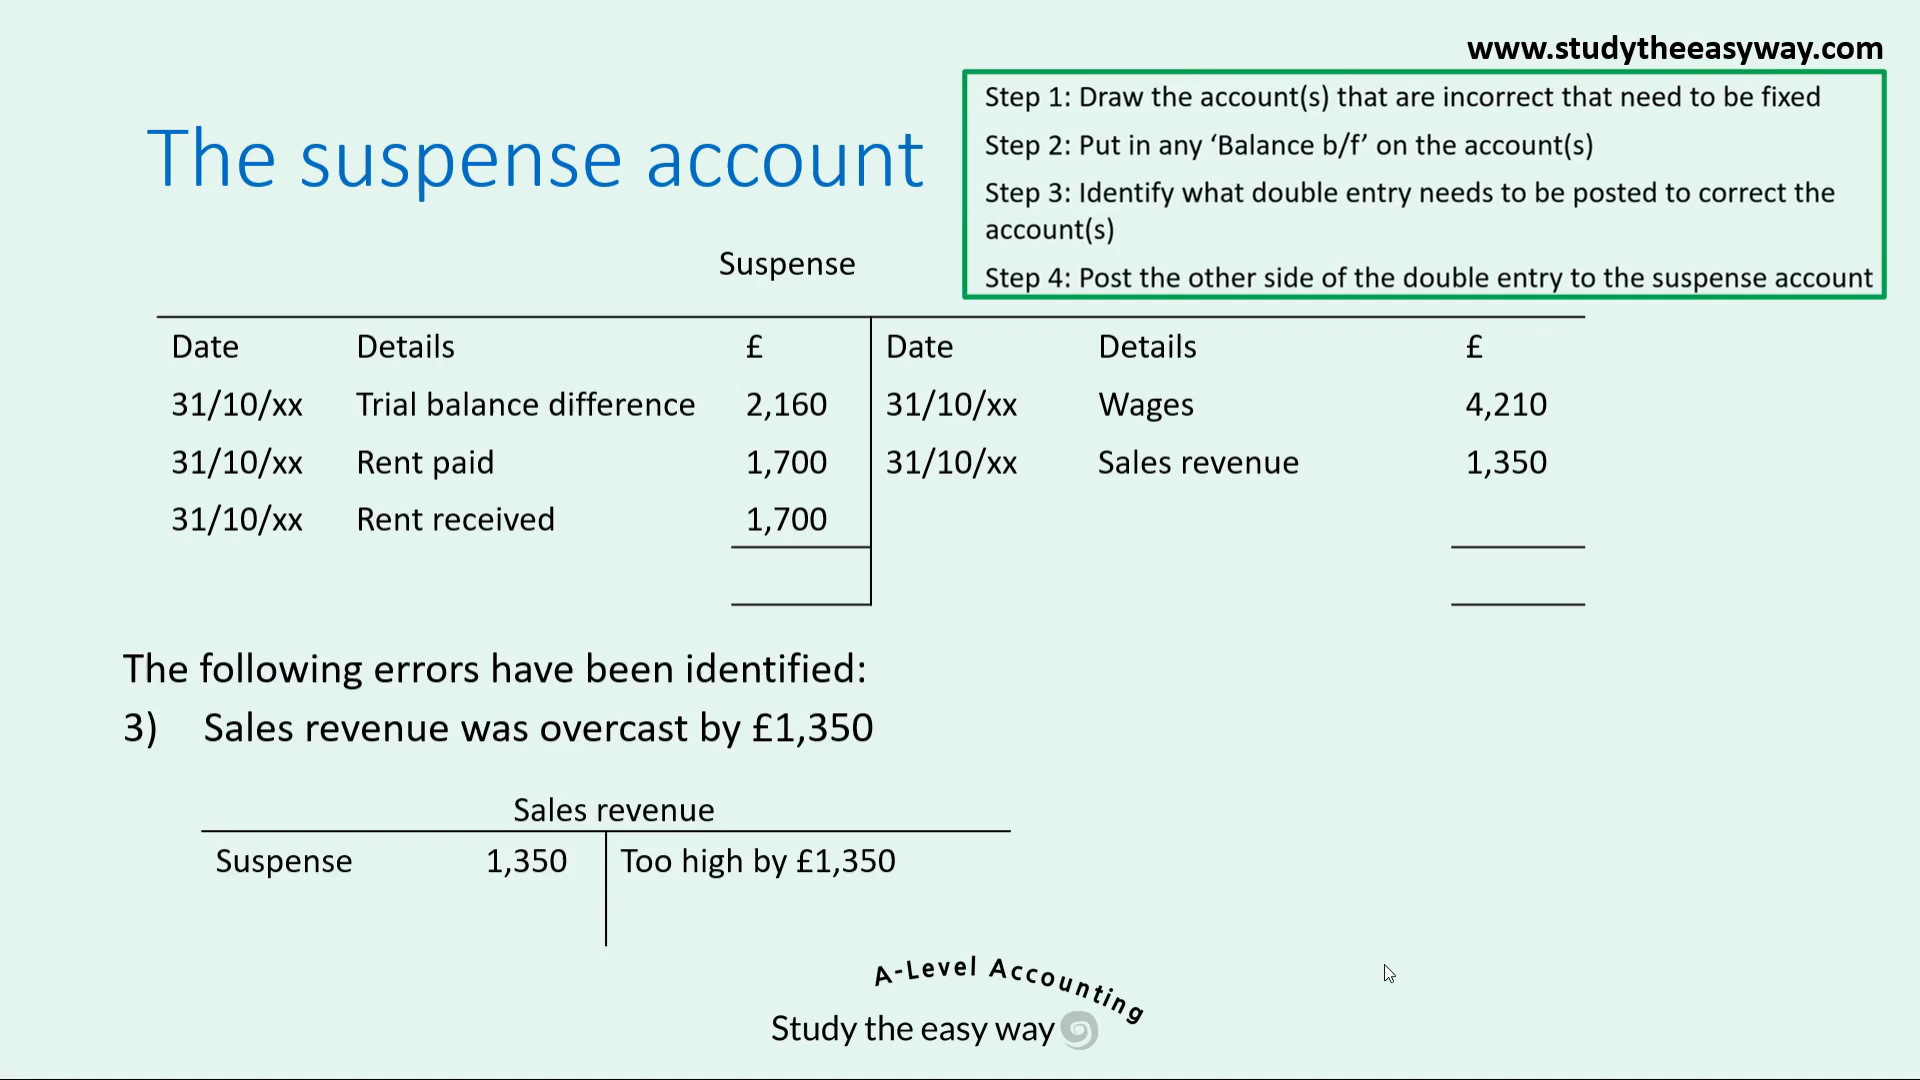 www.studytheeasyway.com
The suspense account
Step 1: Draw the account(s) that are incorrect that need to be fixed
Step 2: Put in any ‘Balance b/f’ on the account(s)
Step 3: Identify what double entry needs to be posted to correct the
account(s)
Step 4: Post the other side of the double entry to the suspense account
Suspense
Date Details £ Date Details £
31/10/xx Trial balance difference 2,160 31/10/xx Wages 4,210
31/10/xx Rent paid 1,700 31/10/xx Sales revenue 1,350
31/10/xx Rent received 1,700
The following errors have been identified:
3) Sales revenue was overcast by £1,350
Sales revenue
Suspense 1,350 Too high by £1,350
A-Level Accounting
Study the easy way